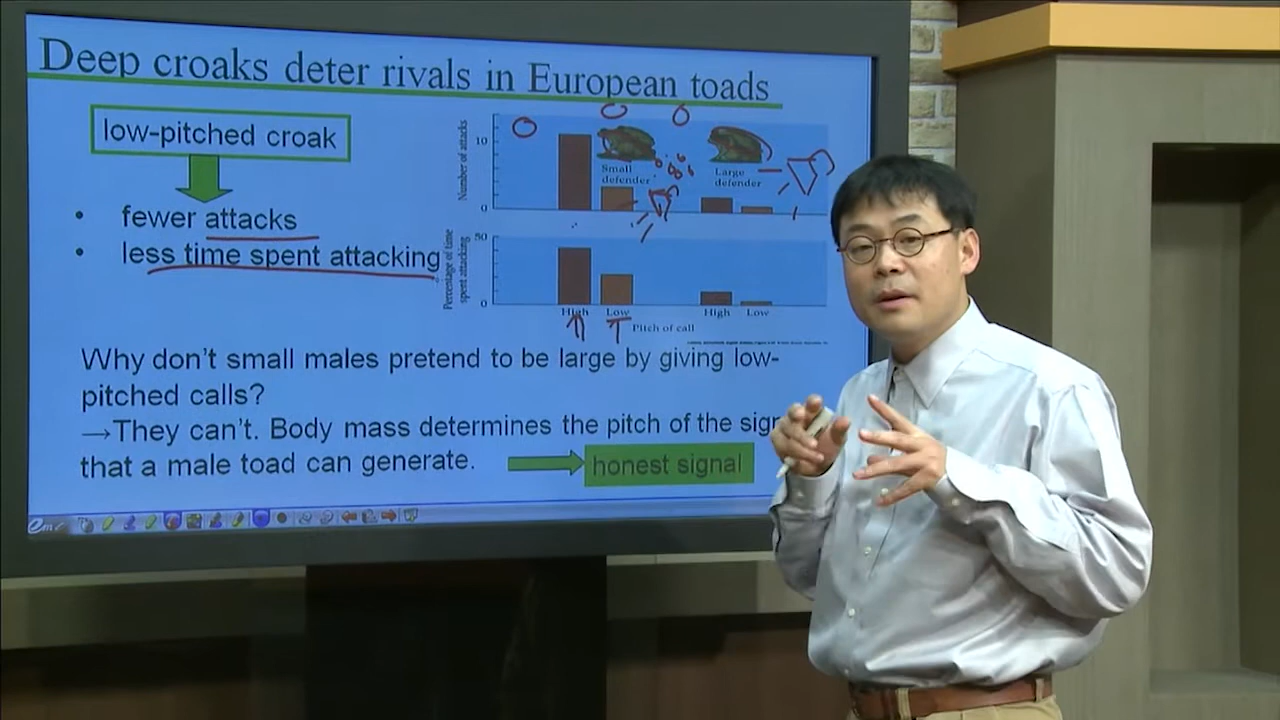 Deep croaks deter rivals in European toads
low-pitched croak
• fewer attacks
• less time spent attacking
Number of attacks
10
0
Small
defender
Large
defender
Percentage of time
spent attacking
50
0
High Low High Low
Pitch of call
Why don't small males pretend to be large by giving low-
pitched calls?
→They can't. Body mass determines the pitch of the sig
that a male toad can generate.
honest signal